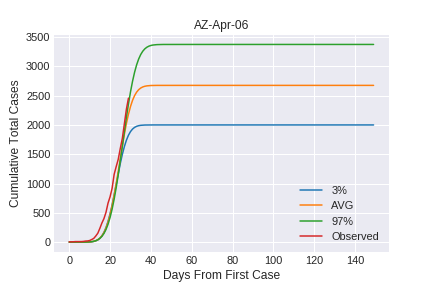 AZ-Apr-06
3500
3000
2500
2000
1500
1000
500
0
Cumulative Total Cases
3%
AVG
97%
Observed
0 20 40 60 80 100 120 140
Days From First Case